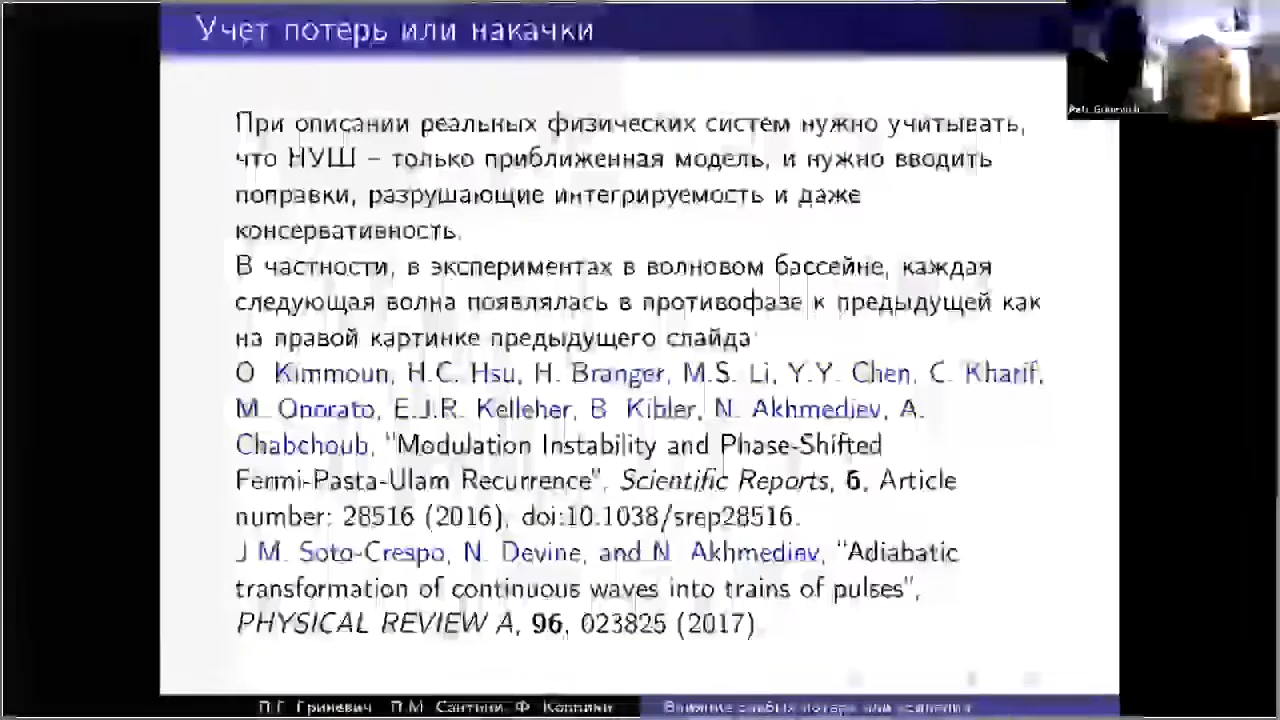 Учет потерь или накачки
Petr Grinevich
При описании реальных физических систем нужно учитывать,
что НУШ – только приближенная модель, и нужно вводить
поправки, разрушающие интегрируемость и даже
консервативность.
В частности, в экспериментах в волновом бассейне, каждая
следующая волна появлялась в противофазе к предыдущей как
на правой картинке предыдущего слайда:
O. Kimmoun, H.C. Hsu, H. Branger, M.S. Li, Y.Y. Chen, C. Kharif,
M. Onorato, E.J.R. Kelleher, B. Kibler, N. Akhmediev, A.
Chabchoub, "Modulation Instability and Phase-Shifted
Fermi-Pasta-Ulam Recurrence", Scientific Reports, 6, Article
number: 28516 (2016), doi:10.1038/srep28516.
J.M. Soto-Crespo, N. Devine, and N. Akhmediev, "Adiabatic
transformation of continuous waves into trains of pulses",
PHYSICAL REVIEW A, 96, 023825 (2017)
П.Г. Гриневич П.М. Сантини, Ф. Коппини
Влияние слабых потерь или усиления